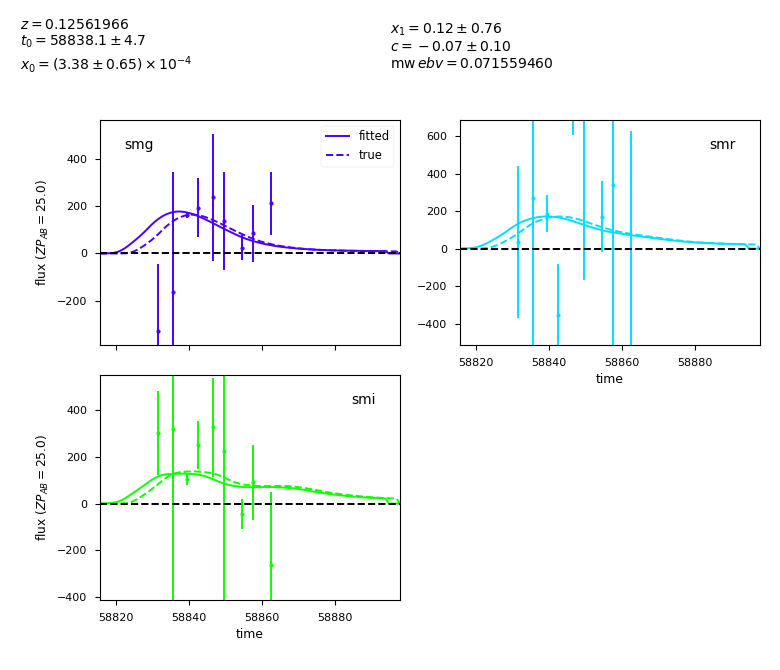 z = 0.12561966
t₀ = 58838.1 ± 4.7
x₀ = (3.38 ± 0.65) × 10⁻⁴
x₁ = 0.12 ± 0.76
c = −0.07 ± 0.10
mw ebv = 0.071559460
smg
fitted
true
400
200
0
−200
flux (ZP_AB = 25.0)
smr
600
400
200
0
−200
−400
58820 58840 58860 58880
time
smi
400
200
0
−200
−400
flux (ZP_AB = 25.0)
58820 58840 58860 58880
time